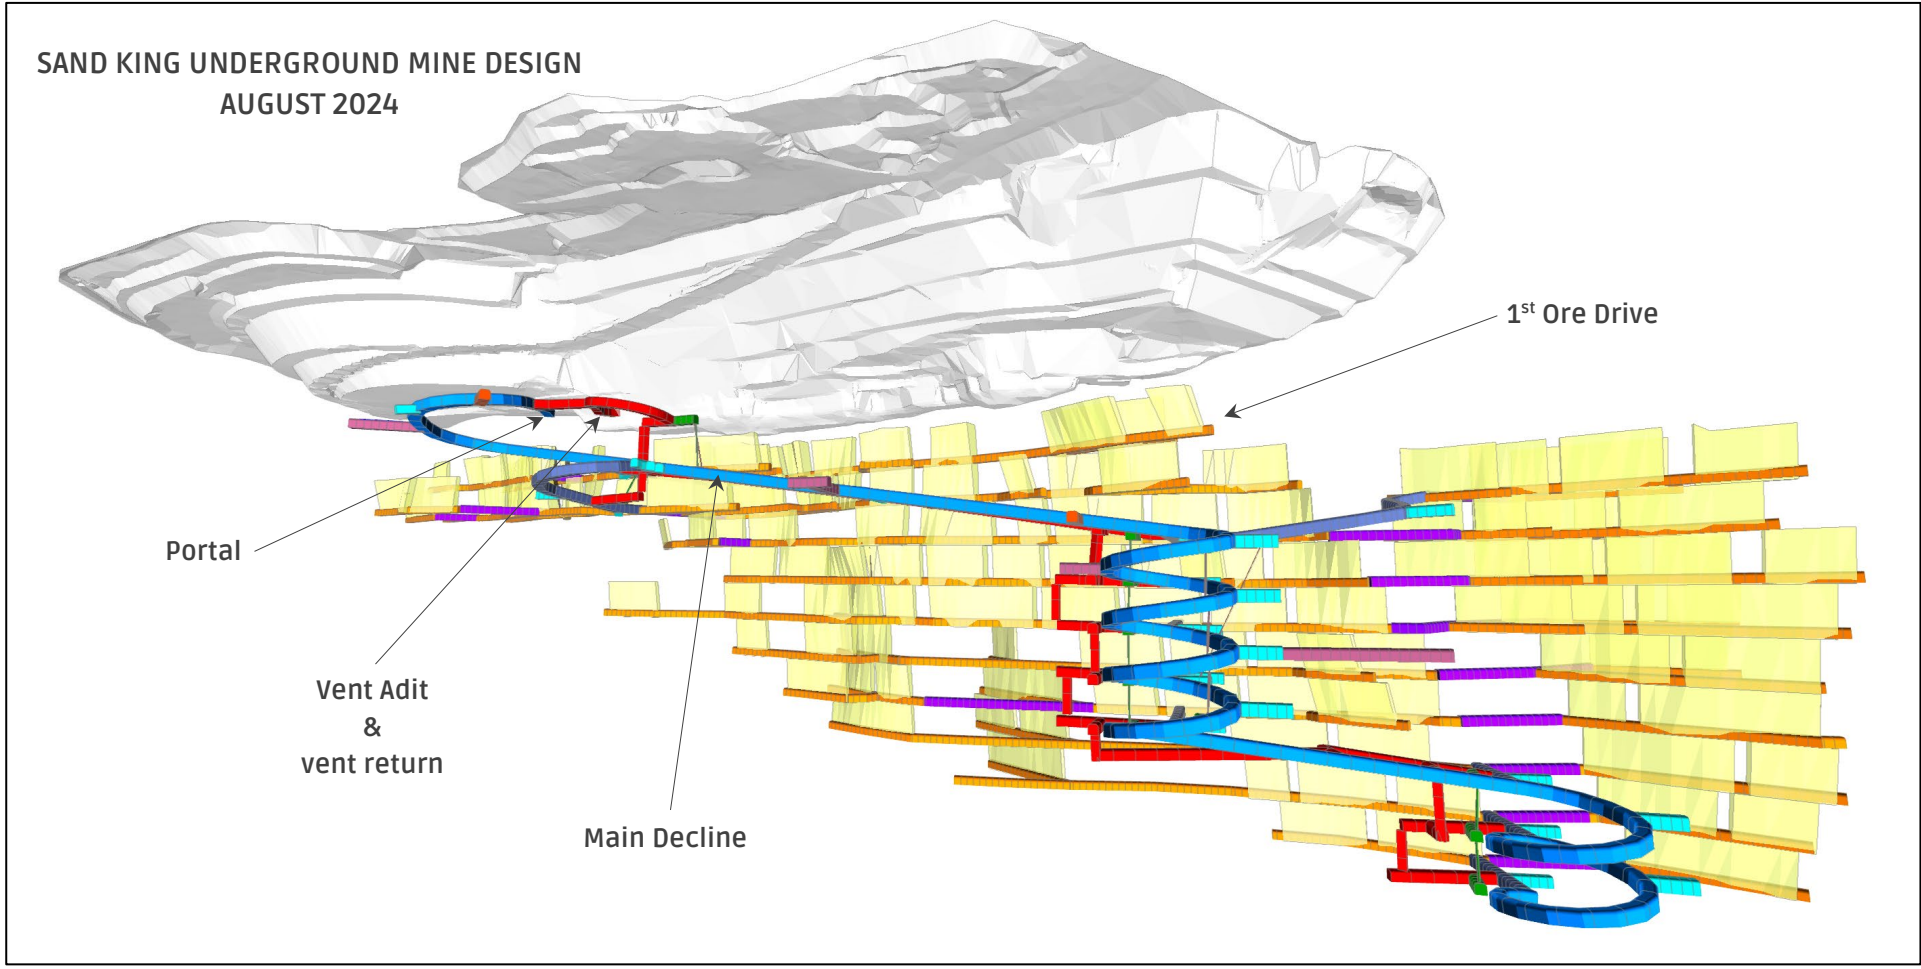 SAND KING UNDERGROUND MINE DESIGN
AUGUST 2024
1st Ore Drive
Portal
Vent Adit
&
vent return
Main Decline